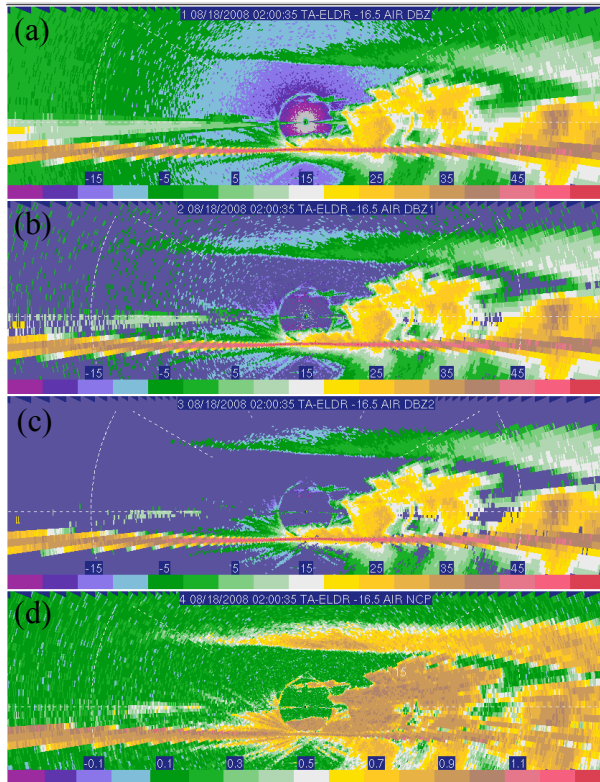 (a)
1 08/18/2008 02:00:35 TA-ELDR -16.5 AIR DBZ
30
-15 -5 5 15 25 35 45
(b)
2 08/18/2008 02:00:35 TA-ELDR -16.5 AIR DBZ1
30
-15 -5 5 15 25 35 45
(c)
3 08/18/2008 02:00:35 TA-ELDR -16.5 AIR DBZ2
-15 -5 5 15 25 35 45
(d)
4 08/18/2008 02:00:35 TA-ELDR -16.5 AIR NCP
-0.1 0.1 0.3 0.5 0.7 0.9 1.1